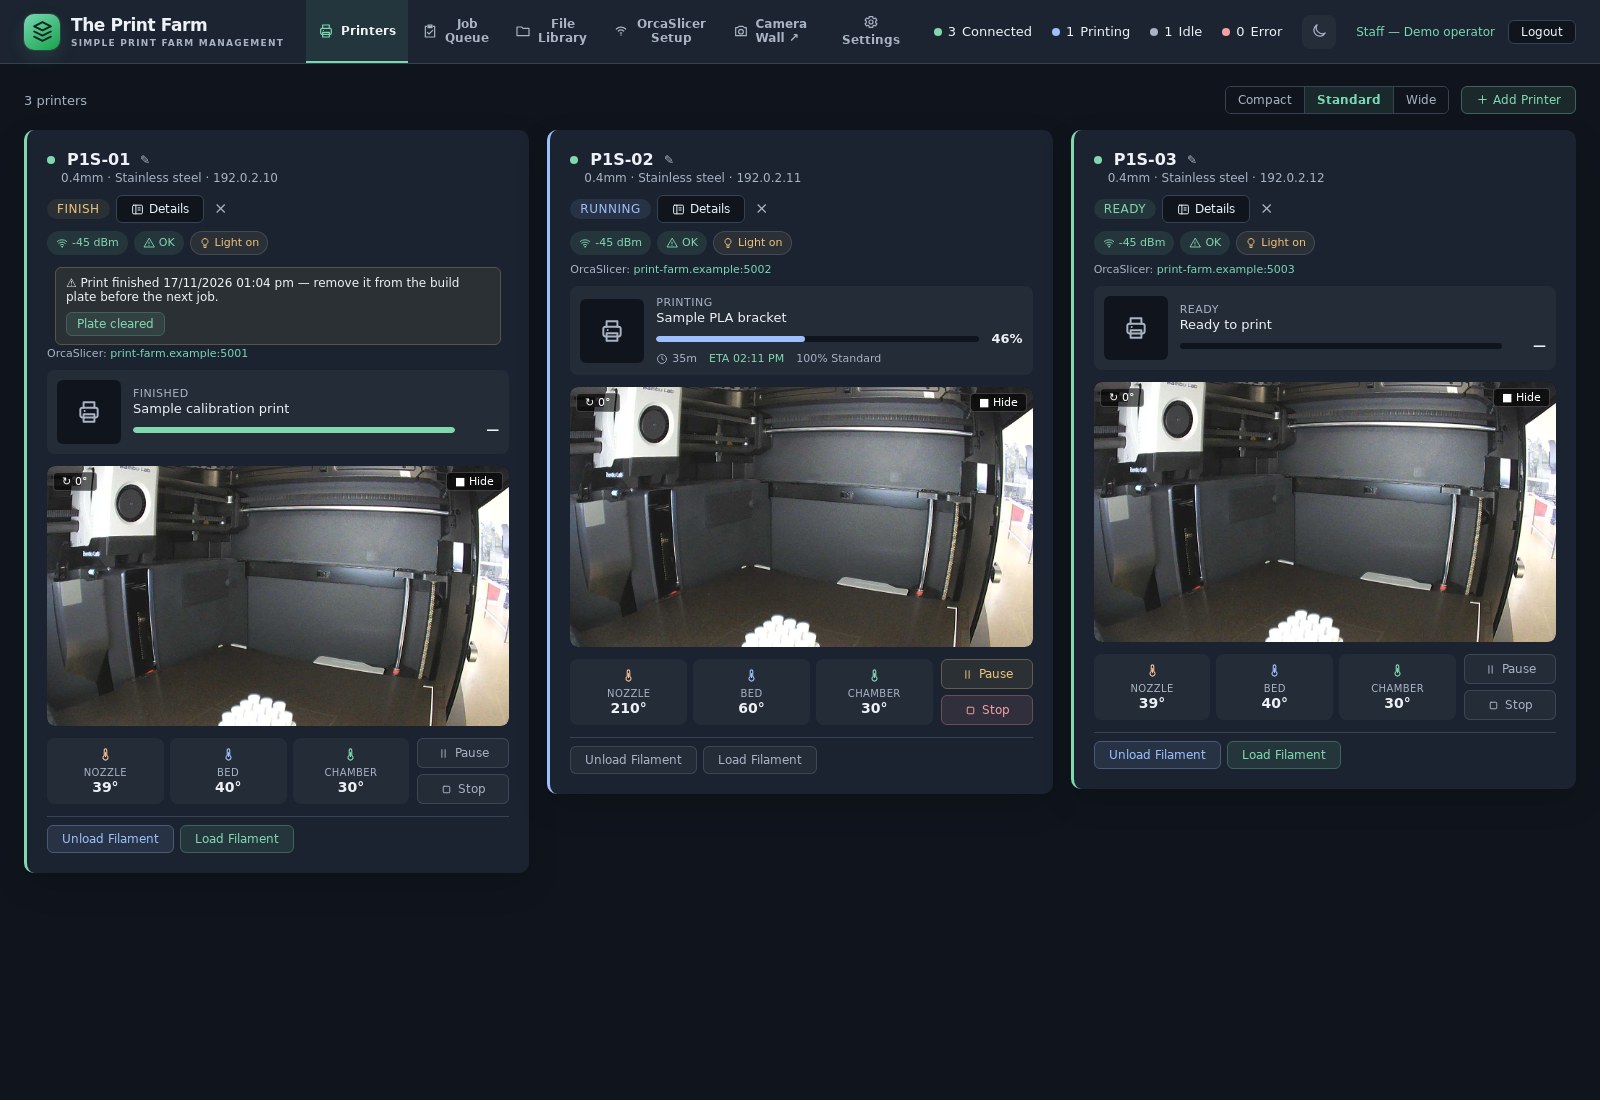 The Print Farm
SIMPLE PRINT FARM MANAGEMENT
Printers
Job Queue
File Library
OrcaSlicer Setup
Camera Wall ↗
Settings
3 Connected
1 Printing
1 Idle
0 Error
Staff — Demo operator
Logout
3 printers
Compact
Standard
Wide
+ Add Printer
P1S-01 ✎
0.4mm · Stainless steel · 192.0.2.10
FINISH
Details
×
-45 dBm
OK
Light on
⚠ Print finished 17/11/2026 01:04 pm — remove it from the build
plate before the next job.
Plate cleared
OrcaSlicer: print-farm.example:5001
FINISHED
Sample calibration print
—
↻ 0°
■ Hide
NOZZLE
39°
BED
40°
CHAMBER
30°
Pause
Stop
Unload Filament
Load Filament
P1S-02 ✎
0.4mm · Stainless steel · 192.0.2.11
RUNNING
Details
×
-45 dBm
OK
Light on
OrcaSlicer: print-farm.example:5002
PRINTING
Sample PLA bracket
46%
35m
ETA 02:11 PM
100% Standard
↻ 0°
■ Hide
NOZZLE
210°
BED
60°
CHAMBER
30°
Pause
Stop
Unload Filament
Load Filament
P1S-03 ✎
0.4mm · Stainless steel · 192.0.2.12
READY
Details
×
-45 dBm
OK
Light on
OrcaSlicer: print-farm.example:5003
READY
Ready to print
—
↻ 0°
■ Hide
NOZZLE
39°
BED
40°
CHAMBER
30°
Pause
Stop
Unload Filament
Load Filament